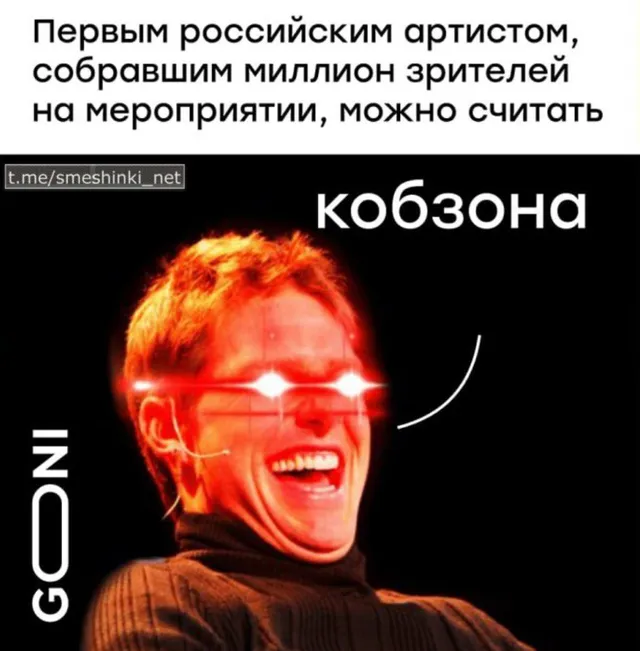 Первым российским артистом,
собравшим миллион зрителей
на мероприятии, можно считать
t.me/smeshinki_net
кобзона
GONI